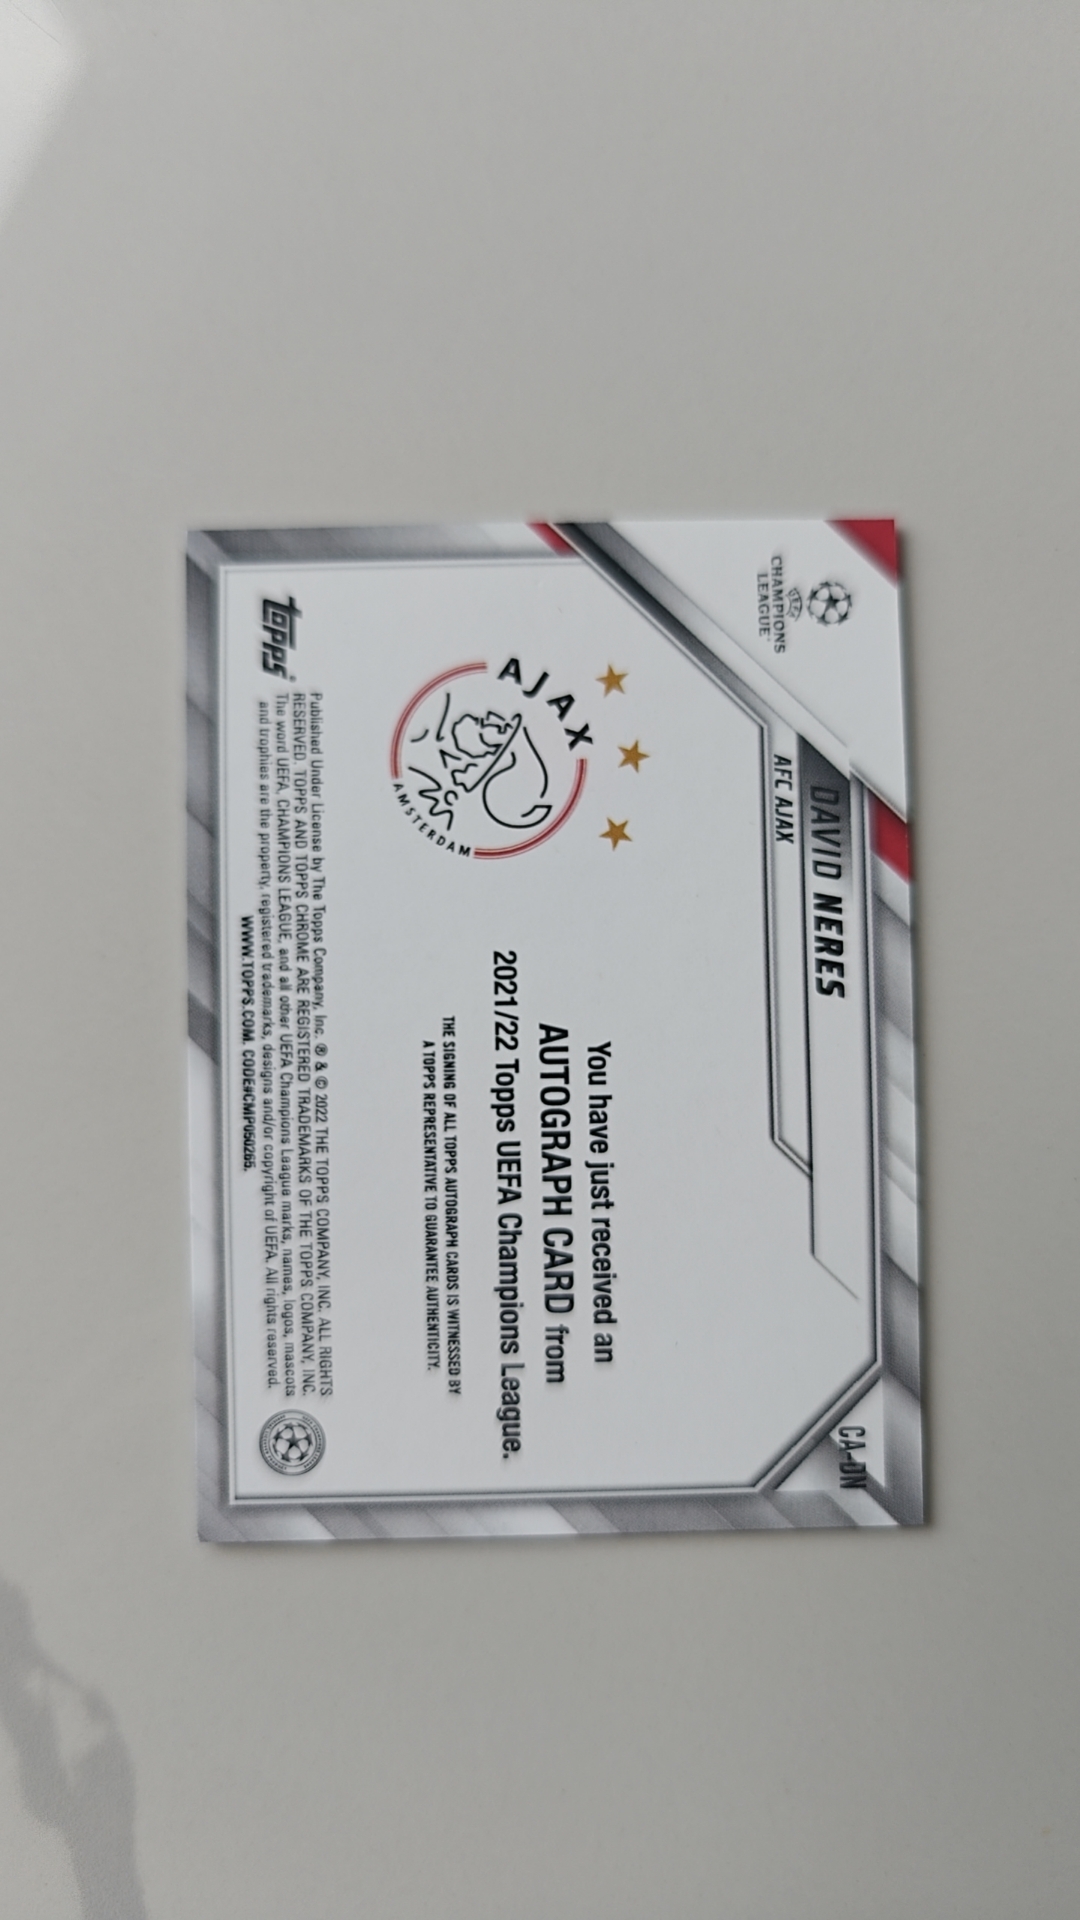 CA-DN
DAVID NERES
AFC AJAX
UEFA
CHAMPIONS
LEAGUE
AJAX
AMSTERDAM
You have just received an
AUTOGRAPH CARD from
2021/22 Topps UEFA Champions League.
THE SIGNING OF ALL TOPPS AUTOGRAPH CARDS IS WITNESSED BY
A TOPPS REPRESENTATIVE TO GUARANTEE AUTHENTICITY.
topps
Published Under License by The Topps Company, Inc. ® & © 2022 THE TOPPS COMPANY, INC. ALL RIGHTS
RESERVED. TOPPS AND TOPPS CHROME ARE REGISTERED TRADEMARKS OF THE TOPPS COMPANY, INC.
The word UEFA, CHAMPIONS LEAGUE, and all other UEFA Champions League marks, names, logos, mascots
and trophies are the property, registered trademarks, designs and/or copyright of UEFA. All rights reserved.
WWW.TOPPS.COM. CODE#CMP050265.